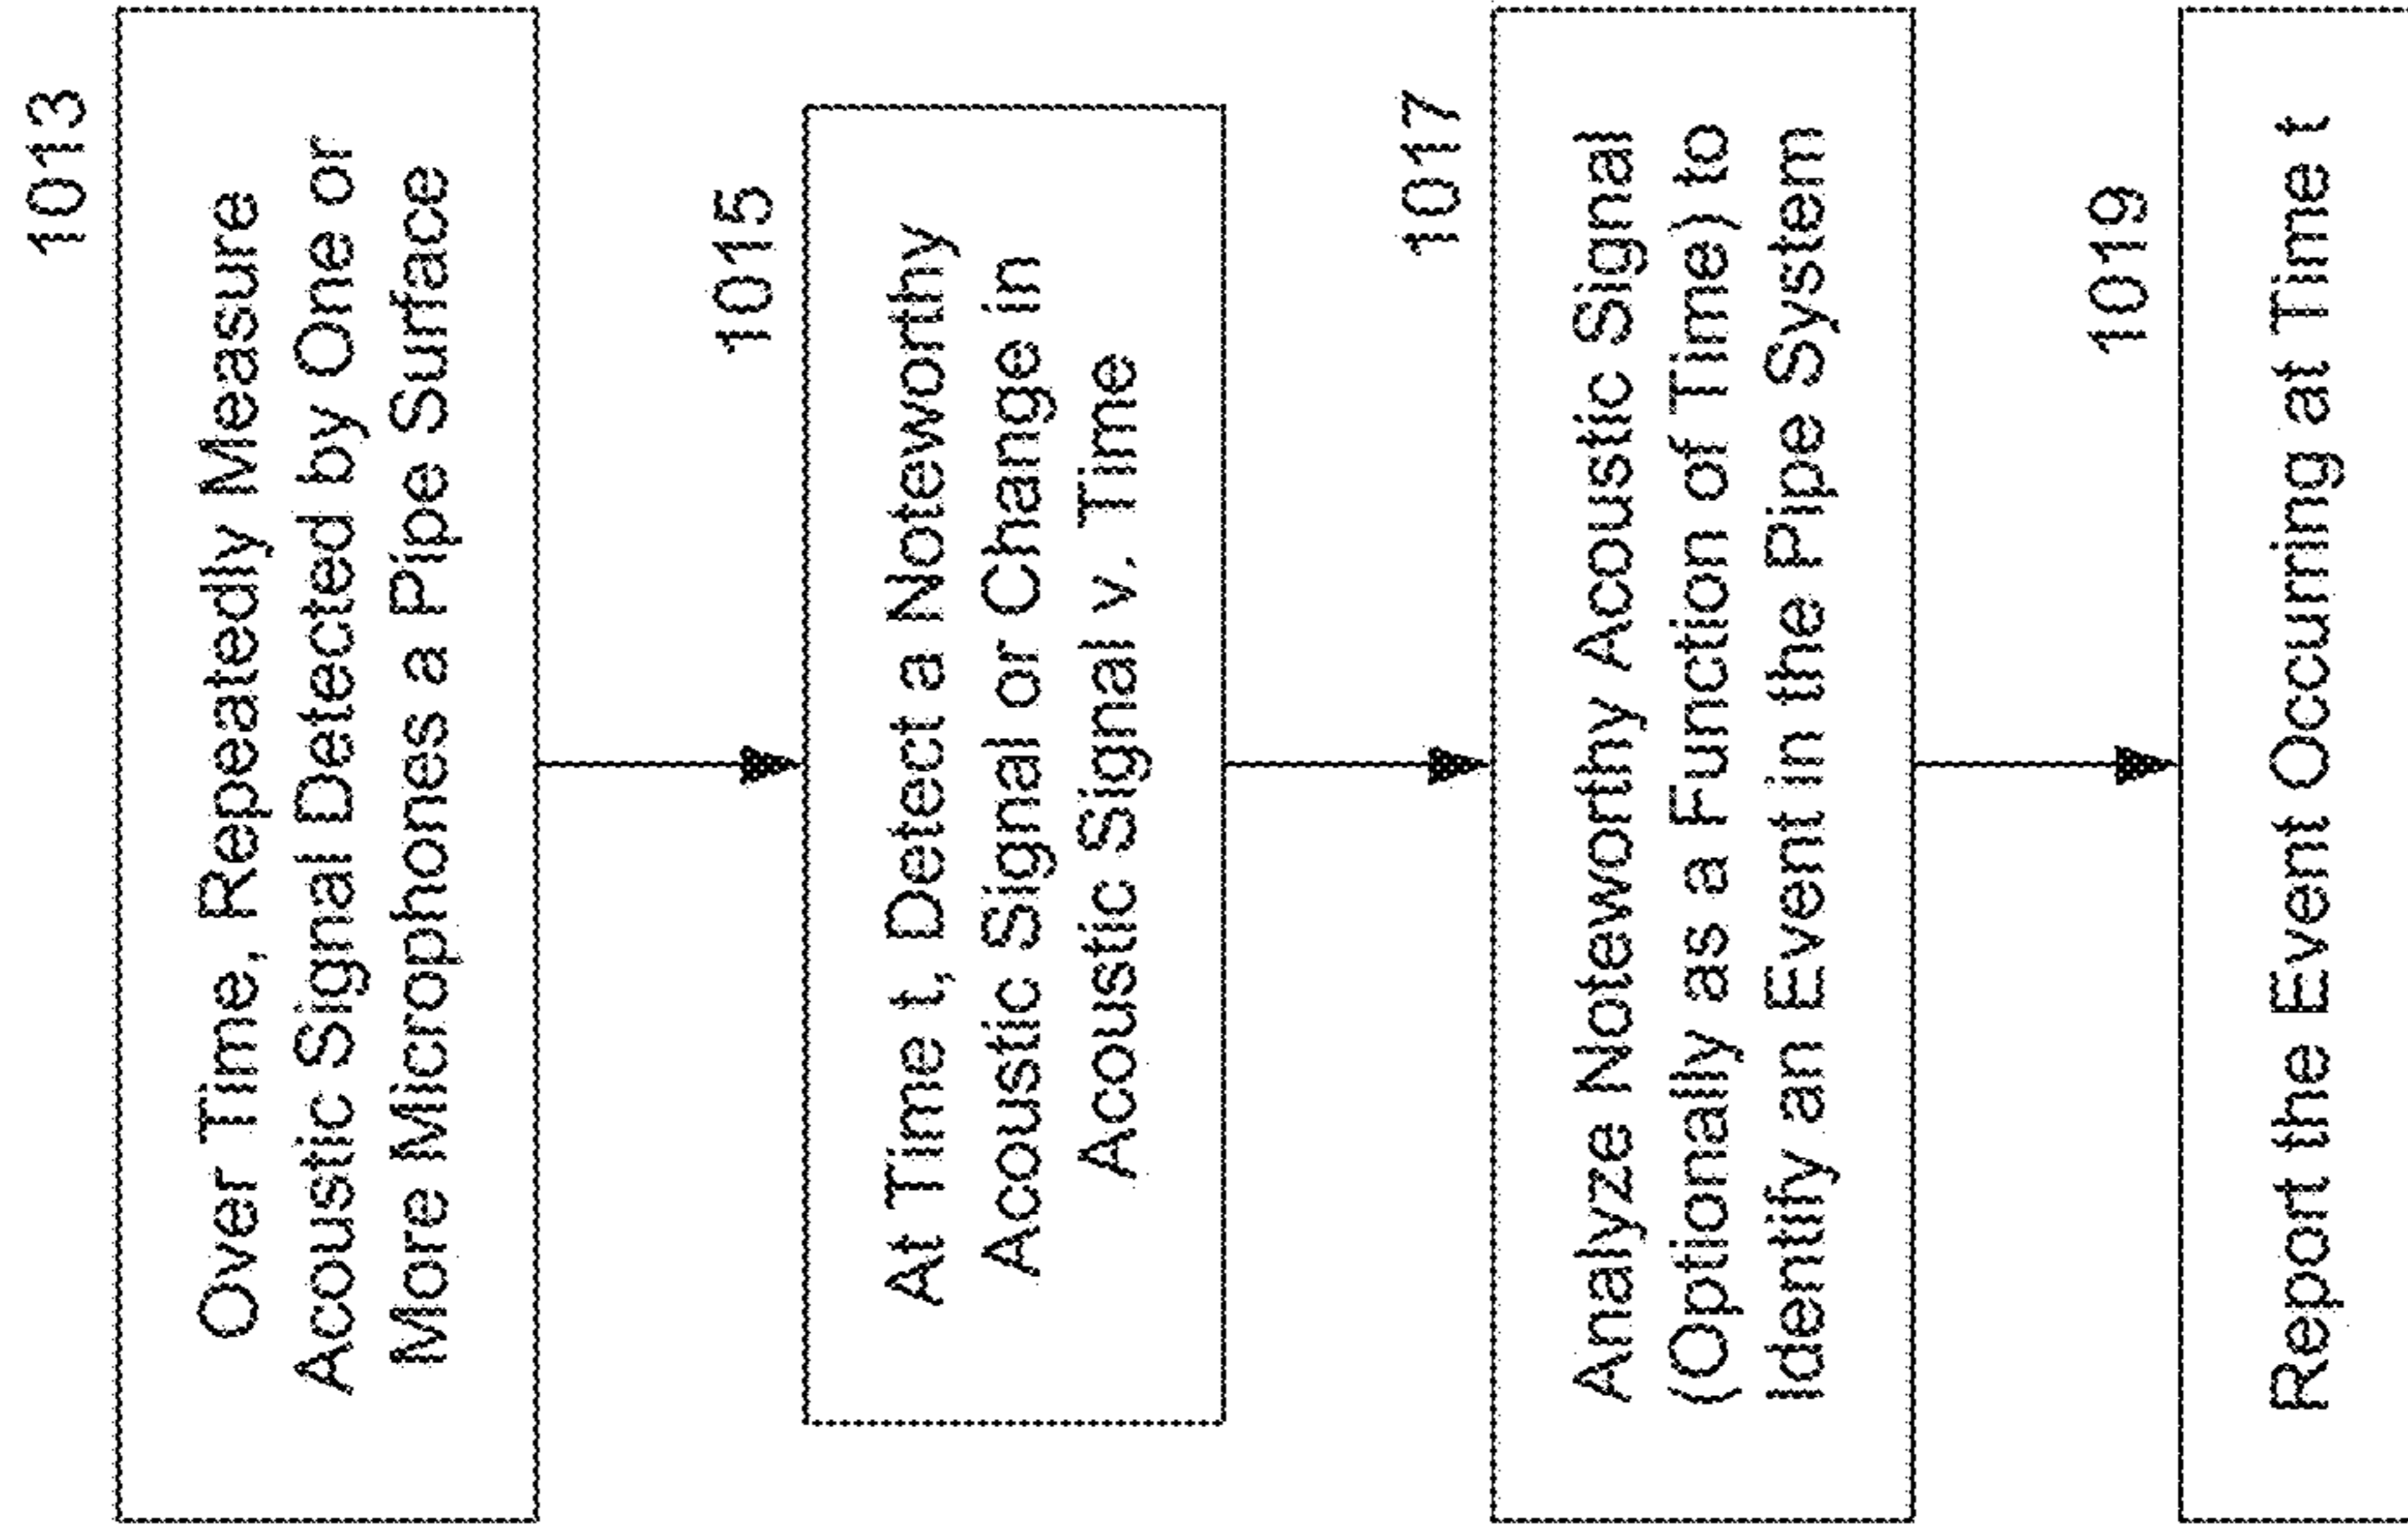 1013
Over Time, Repeatedly Measure
Acoustic Signal Detected by One or
More Microphones a Pipe Surface
1015
At Time t, Detect a Noteworthy
Acoustic Signal or Change in
Acoustic Signal v. Time
1017
Analyze Noteworthy Acoustic Signal
(Optionally as a Function of Time) to
Identify an Event in the Pipe System
1019
Report the Event Occurring at Time t